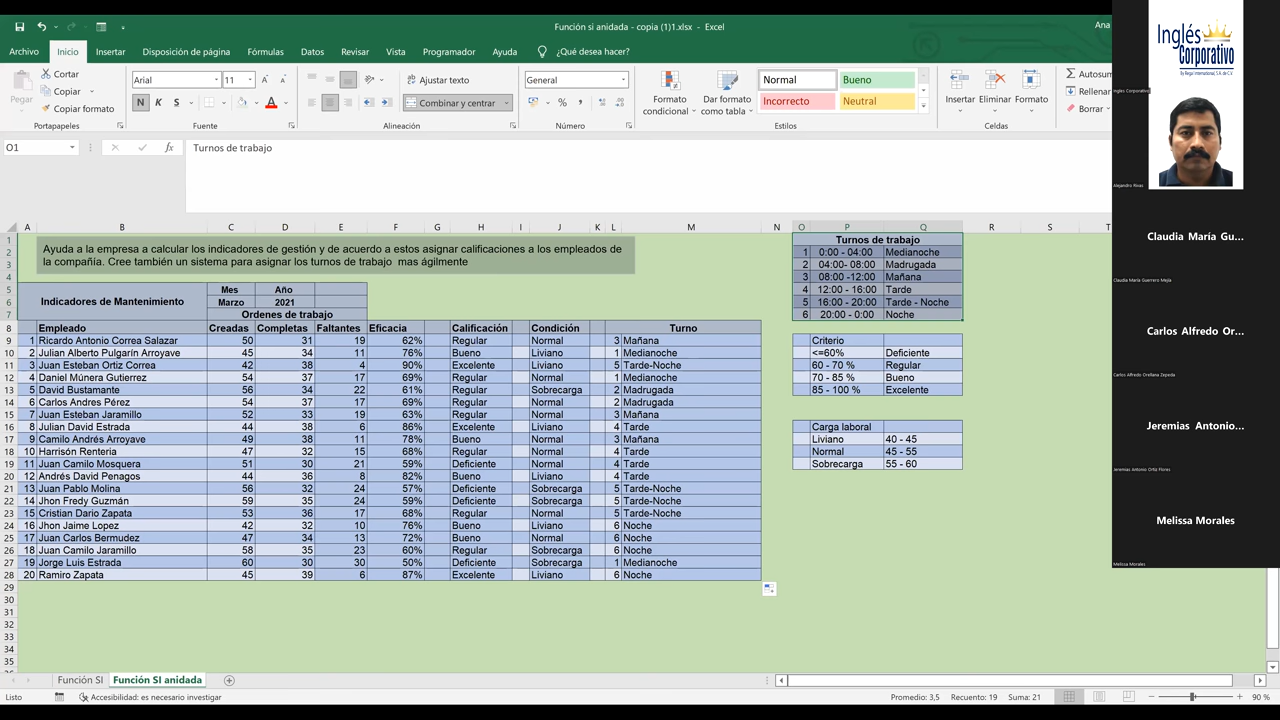 Función si anidada - copia (1)1.xlsx - Excel
Ana
Archivo Inicio Insertar Disposición de página Fórmulas Datos Revisar Vista Programador Ayuda ¿Qué desea hacer?
Pegar
Cortar
Copiar
Copiar formato
Portapapeles
Arial 11
N K S A
Fuente
Ajustar texto
Combinar y centrar
Alineación
General
% 
Número
Formato condicional
Dar formato como tabla
Normal Bueno
Incorrecto Neutral
Estilos
Insertar Eliminar Formato
Celdas
Autosum
Rellenar
Borrar
O1
fx
Turnos de trabajo
A B C D E F G H I J K L M N O P Q R S T
Ayuda a la empresa a calcular los indicadores de gestión y de acuerdo a estos asignar calificaciones a los empleados de
la compañía. Cree también un sistema para asignar los turnos de trabajo mas ágilmente
Indicadores de Mantenimiento
Mes Año
Marzo 2021
Ordenes de trabajo
Empleado Creadas Completas Faltantes Eficacia Calificación Condición Turno
1 Ricardo Antonio Correa Salazar 50 31 19 62% Regular Normal 3 Mañana
2 Julian Alberto Pulgarín Arroyave 45 34 11 76% Bueno Liviano 1 Medianoche
3 Juan Esteban Ortiz Correa 42 38 4 90% Excelente Liviano 5 Tarde-Noche
4 Daniel Múnera Gutierrez 54 37 17 69% Regular Normal 1 Medianoche
5 David Bustamante 56 34 22 61% Regular Sobrecarga 2 Madrugada
6 Carlos Andres Pérez 54 37 17 69% Regular Normal 2 Madrugada
7 Juan Esteban Jaramillo 52 33 19 63% Regular Normal 3 Mañana
8 Julian David Estrada 44 38 6 86% Excelente Liviano 4 Tarde
9 Camilo Andrés Arroyave 49 38 11 78% Bueno Normal 3 Mañana
10 Harrisón Renteria 47 32 15 68% Regular Normal 4 Tarde
11 Juan Camilo Mosquera 51 30 21 59% Deficiente Normal 4 Tarde
12 Andrés David Penagos 44 36 8 82% Bueno Liviano 4 Tarde
13 Juan Pablo Molina 56 32 24 57% Deficiente Sobrecarga 5 Tarde-Noche
14 Jhon Fredy Guzmán 59 35 24 59% Deficiente Sobrecarga 5 Tarde-Noche
15 Cristian Dario Zapata 53 36 17 68% Regular Normal 5 Tarde-Noche
16 Jhon Jaime Lopez 42 32 10 76% Bueno Liviano 6 Noche
17 Juan Carlos Bermudez 47 34 13 72% Bueno Normal 6 Noche
18 Juan Camilo Jaramillo 58 35 23 60% Regular Sobrecarga 6 Noche
19 Jorge Luis Estrada 60 30 30 50% Deficiente Sobrecarga 1 Medianoche
20 Ramiro Zapata 45 39 6 87% Excelente Liviano 6 Noche
Turnos de trabajo
1 0:00 - 04:00 Medianoche
2 04:00- 08:00 Madrugada
3 08:00 -12:00 Mañana
4 12:00 - 16:00 Tarde
5 16:00 - 20:00 Tarde - Noche
6 20:00 - 0:00 Noche
Criterio
<=60% Deficiente
60 - 70 % Regular
70 - 85 % Bueno
85 - 100 % Excelente
Carga laboral
Liviano 40 - 45
Normal 45 - 55
Sobrecarga 55 - 60
Función SI Función SI anidada
Listo Accesibilidad: es necesario investigar Promedio: 3,5 Recuento: 19 Suma: 21 90 %
Inglés
Corporativo
By Regal International, S.A. de C.V.
Ingles Corporativo
Alejandro Rivas
Claudia María Gu...
Claudia María Guerrero Mejía
Carlos Alfredo Or...
Carlos Alfredo Orellana Zepeda
Jeremias Antonio...
Jeremias Antonio Ortiz Flores
Melissa Morales
Melissa Morales